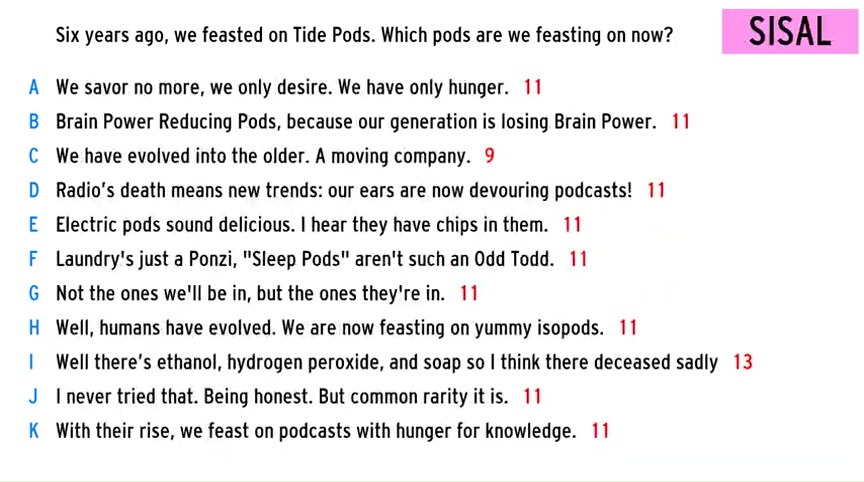 Six years ago, we feasted on Tide Pods. Which pods are we feasting on now?
SISAL
A We savor no more, we only desire. We have only hunger. 11
B Brain Power Reducing Pods, because our generation is losing Brain Power. 11
C We have evolved into the older. A moving company. 9
D Radio's death means new trends: our ears are now devouring podcasts! 11
E Electric pods sound delicious. I hear they have chips in them. 11
F Laundry's just a Ponzi, "Sleep Pods" aren't such an Odd Todd. 11
G Not the ones we'll be in, but the ones they're in. 11
H Well, humans have evolved. We are now feasting on yummy isopods. 11
I Well there's ethanol, hydrogen peroxide, and soap so I think there deceased sadly 13
J I never tried that. Being honest. But common rarity it is. 11
K With their rise, we feast on podcasts with hunger for knowledge. 11